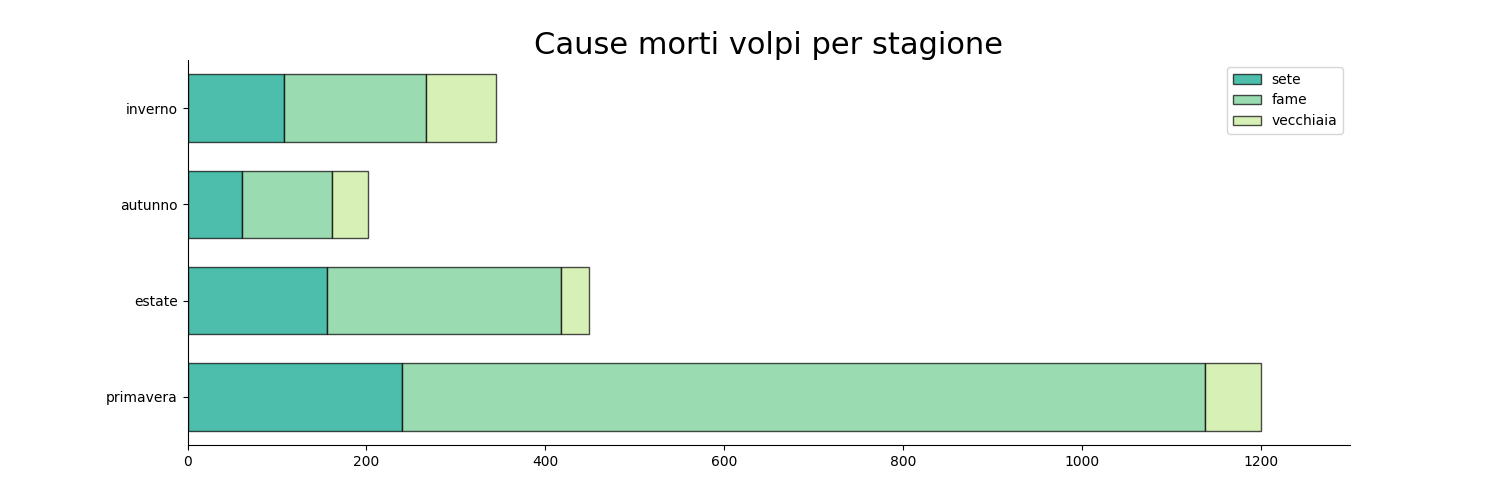 Cause morti volpi per stagione
sete
fame
vecchiaia
inverno
autunno
estate
primavera
0 200 400 600 800 1000 1200